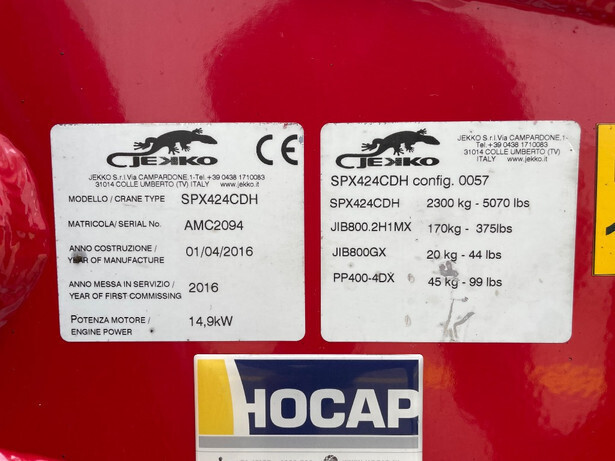 JEKKO
CE
JEKKO S.r.l.Via CAMPARDONE,1-Tel.+39 0438 1710083
31014 COLLE UMBERTO (TV) ITALY www.jekko.it
MODELLO / CRANE TYPE SPX424CDH
MATRICOLA/ SERIAL No. AMC2094
ANNO COSTRUZIONE/ 01/04/2016
YEAR OF MANUFACTURE
ANNO MESSA IN SERVIZIO / 2016
YEAR OF FIRST COMMISSING
POTENZA MOTORE / 14,9kW
ENGINE POWER
JEKKO
JEKKO S.r.l.Via CAMPARDONE,1-
Tel.+39 0438 1710083
31014 COLLE UMBERTO (TV)
ITALY www.jekko.it
SPX424CDH config. 0057
SPX424CDH 2300 kg - 5070 lbs
JIB800.2H1MX 170kg - 375lbs
JIB800GX 20 kg - 44 lbs
PP400-4DX 45 kg - 99 lbs
HOCAP